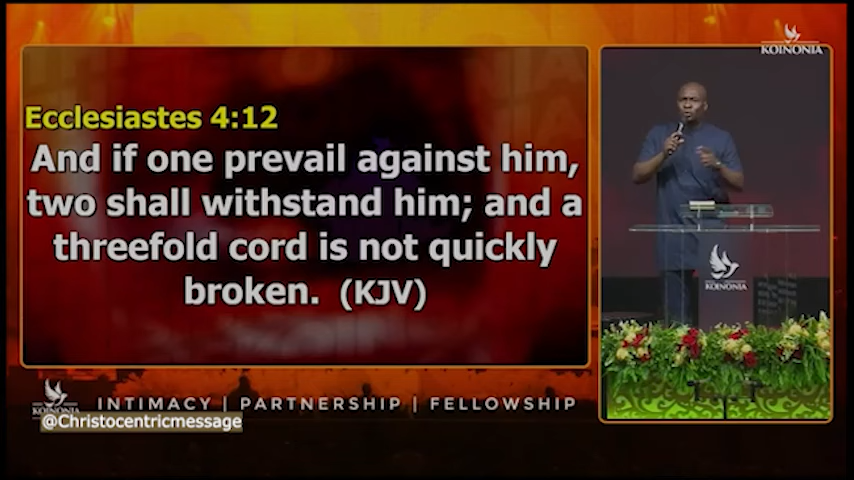 KOINONIA
Ecclesiastes 4:12
And if one prevail against him,
two shall withstand him; and a
threefold cord is not quickly
broken. (KJV)
KOINONIA
KOINONIA
INTIMACY | PARTNERSHIP | FELLOWSHIP
@Christocentricmessage